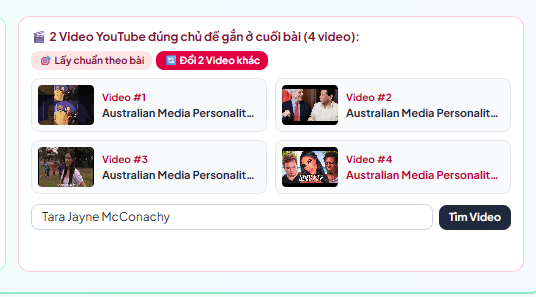 🎬 2 Video YouTube đúng chủ đề gắn ở cuối bài (4 video):
🎯 Lấy chuẩn theo bài 🔄 Đổi 2 Video khác
Video #1
Australian Media Personalit...
Video #2
Australian Media Personalit...
Video #3
Australian Media Personalit...
Video #4
Australian Media Personalit...
Tara Jayne McConachy
Tìm Video